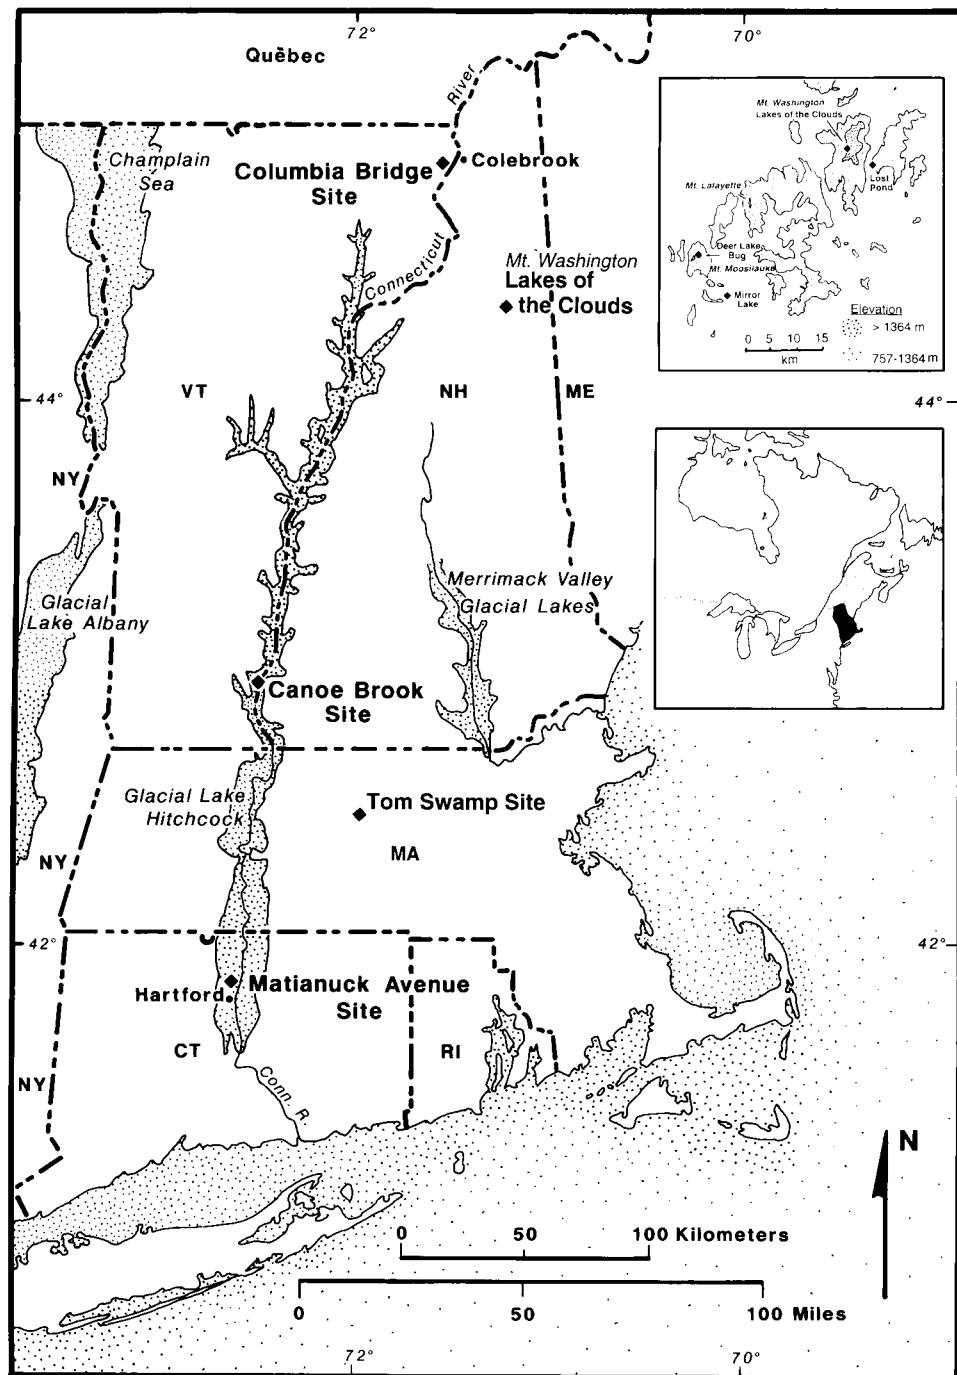 72°
70°
Quèbec
River
Champlain
Sea
Columbia Bridge
Site
Colebrook
Connecticut
Mt. Washington
Lakes of
the Clouds
Mt. Washington
Lakes of the Clouds
Lost
Pond
Mt. Lafayette
Deer Lake
Bog
Mt. Moosilauke
Mirror
Lake
Elevation
> 1364 m
757-1364 m
0 5 10 15
km
44°
VT
NH
ME
44°
NY
Glacial
Lake Albany
Merrimack Valley
Glacial Lakes
Canoe Brook
Site
Glacial Lake
Hitchcock
Tom Swamp Site
MA
NY
42°
42°
Matianuck Avenue
Site
Hartford
CT
RI
NY
Conn. R.
N
0 50 100 Kilometers
0 50 100 Miles
72°
70°